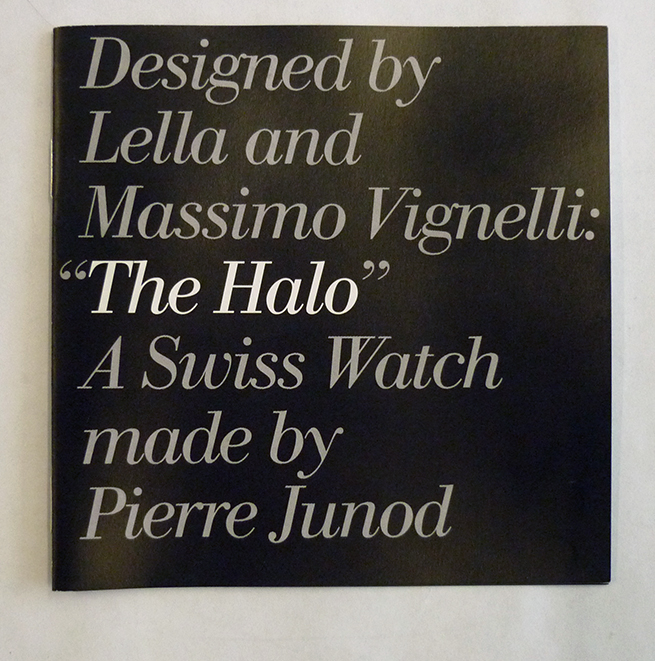 Designed by
Lella and
Massimo Vignelli:
“The Halo”
A Swiss Watch
made by
Pierre Junod